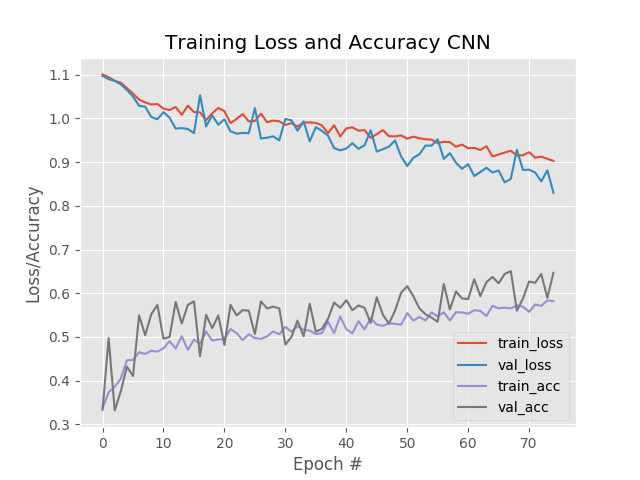 Training Loss and Accuracy CNN
1.1
1.0
0.9
0.8
0.7
0.6
0.5
0.4
0.3
Loss/Accuracy
train_loss
val_loss
train_acc
val_acc
0 10 20 30 40 50 60 70
Epoch #